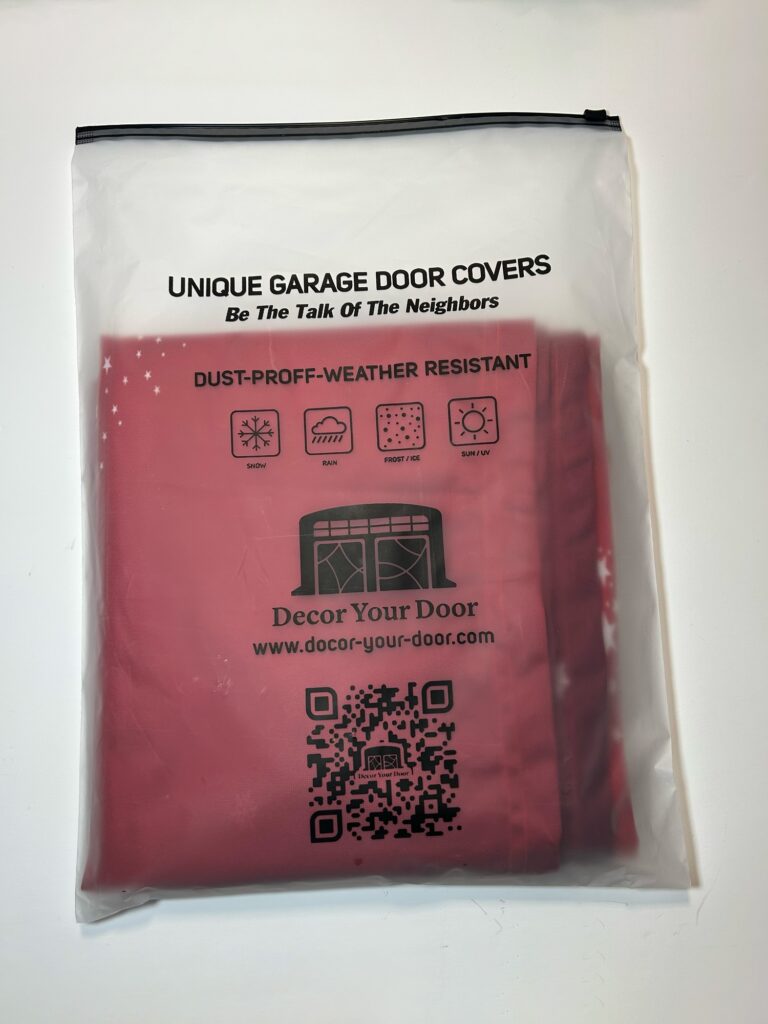 UNIQUE GARAGE DOOR COVERS
Be The Talk Of The Neighbors
DUST-PROFF-WEATHER RESISTANT
SNOW RAIN FROST / ICE SUN / UV
Decor Your Door
www.docor-your-door.com
Decor Your Door